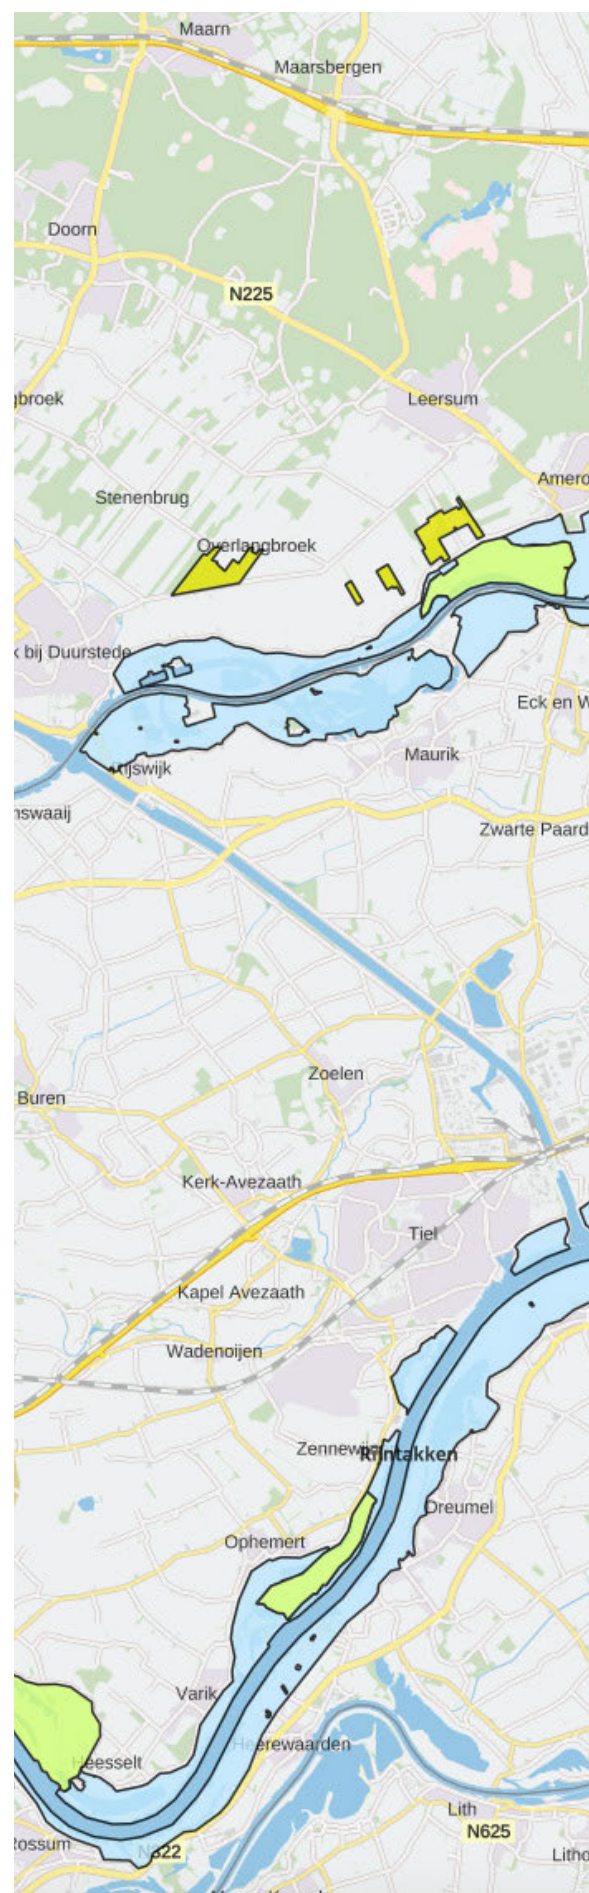 Maarn
Maarsbergen
Doorn
N225
gbroek
Leersum
Amero
Stenenbrug
Overlangbroek
k bij Duurstede
Eck en W
Maurik
Rijswijk
nswaaij
Zwarte Paard
Zoelen
Buren
Kerk-Avezaath
Tiel
Kapel Avezaath
Wadenoijen
Zennewijnen
Rijntakken
Dreumel
Ophemert
Varik
Heerewaarden
Heesselt
Lith
N625
Rossum
N322
Litho